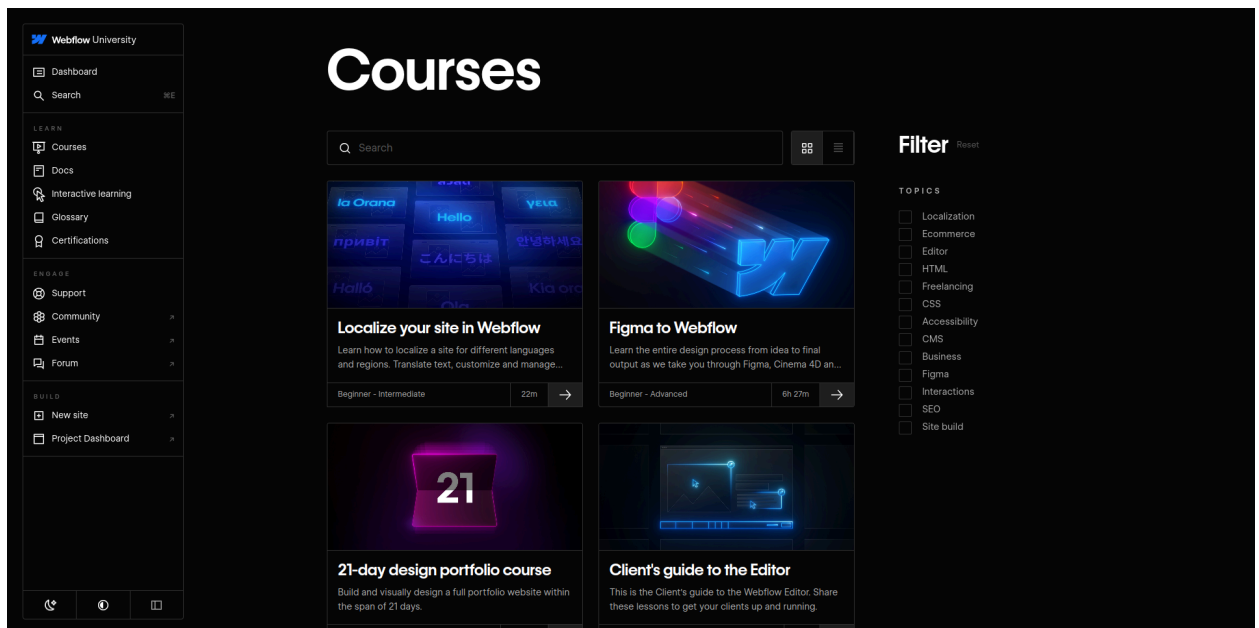 Webflow University
Dashboard
Search ⌘E
LEARN
Courses
Docs
Interactive learning
Glossary
Certifications
ENGAGE
Support
Community
Events
Forum
BUILD
New site
Project Dashboard
Courses
Search
la Orana
Hello
γεια
привіт
こんにちは
안녕하세요
Halló
Kia ora
Localize your site in Webflow
Learn how to localize a site for different languages
and regions. Translate text, customize and manage...
Beginner - Intermediate 22m
Figma to Webflow
Learn the entire design process from idea to final
output as we take you through Figma, Cinema 4D an...
Beginner - Advanced 6h 27m
21
21-day design portfolio course
Build and visually design a full portfolio website within
the span of 21 days.
Client's guide to the Editor
This is the Client's guide to the Webflow Editor. Share
these lessons to get your clients up and running.
Filter Reset
TOPICS
Localization
Ecommerce
Editor
HTML
Freelancing
CSS
Accessibility
CMS
Business
Figma
Interactions
SEO
Site build